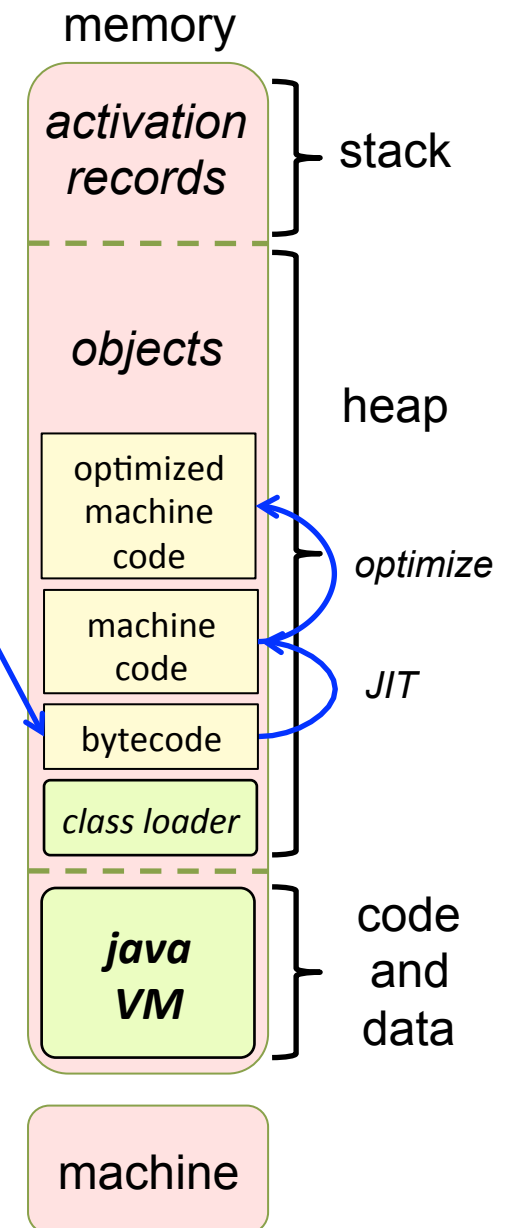 memory
activation
records
stack
objects
heap
optimized
machine
code
optimize
machine
code
JIT
bytecode
class loader
java
VM
code
and
data
machine